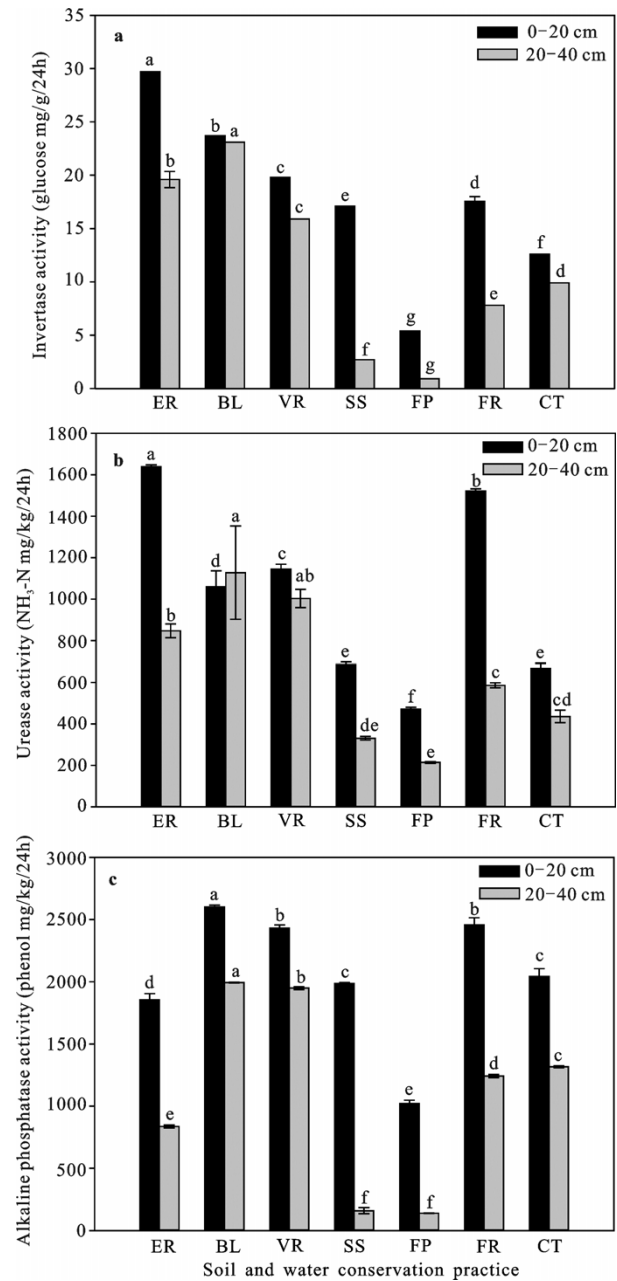 35
a
0-20 cm
20-40 cm
30
a
25
b
a
b
20
c
c
e
d
15
f
d
10
e
g
5
f
g
0
Invertase activity (glucose mg/g/24h)
ER BL VR SS FP FR CT
1800
b
0-20 cm
20-40 cm
a
1600
b
1400
a
1200
d
c
ab
1000
b
800
e
e
600
c
f
cd
400
de
e
200
0
Urease activity (NH3-N mg/kg/24h)
ER BL VR SS FP FR CT
3000
c
0-20 cm
20-40 cm
a
b
b
2500
c
c
d
2000
a
b
1500
c
d
e
1000
e
500
f
f
0
Alkaline phosphatase activity (phenol mg/kg/24h)
ER BL VR SS FP FR CT
Soil and water conservation practice